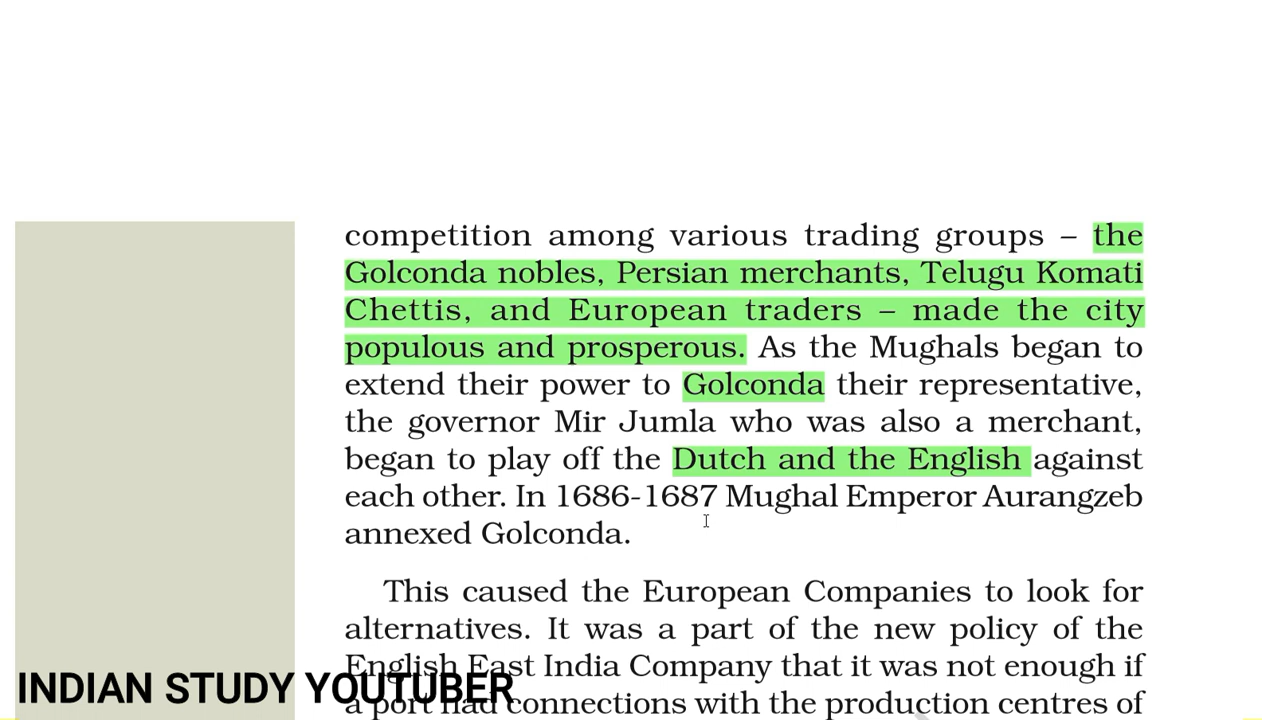 competition among various trading groups – the
Golconda nobles, Persian merchants, Telugu Komati
Chettis, and European traders – made the city
populous and prosperous. As the Mughals began to
extend their power to Golconda their representative,
the governor Mir Jumla who was also a merchant,
began to play off the Dutch and the English against
each other. In 1686-1687 Mughal Emperor Aurangzeb
annexed Golconda.
This caused the European Companies to look for
alternatives. It was a part of the new policy of the
English East India Company that it was not enough if
a port had connections with the production centres of
INDIAN STUDY YOUTUBER